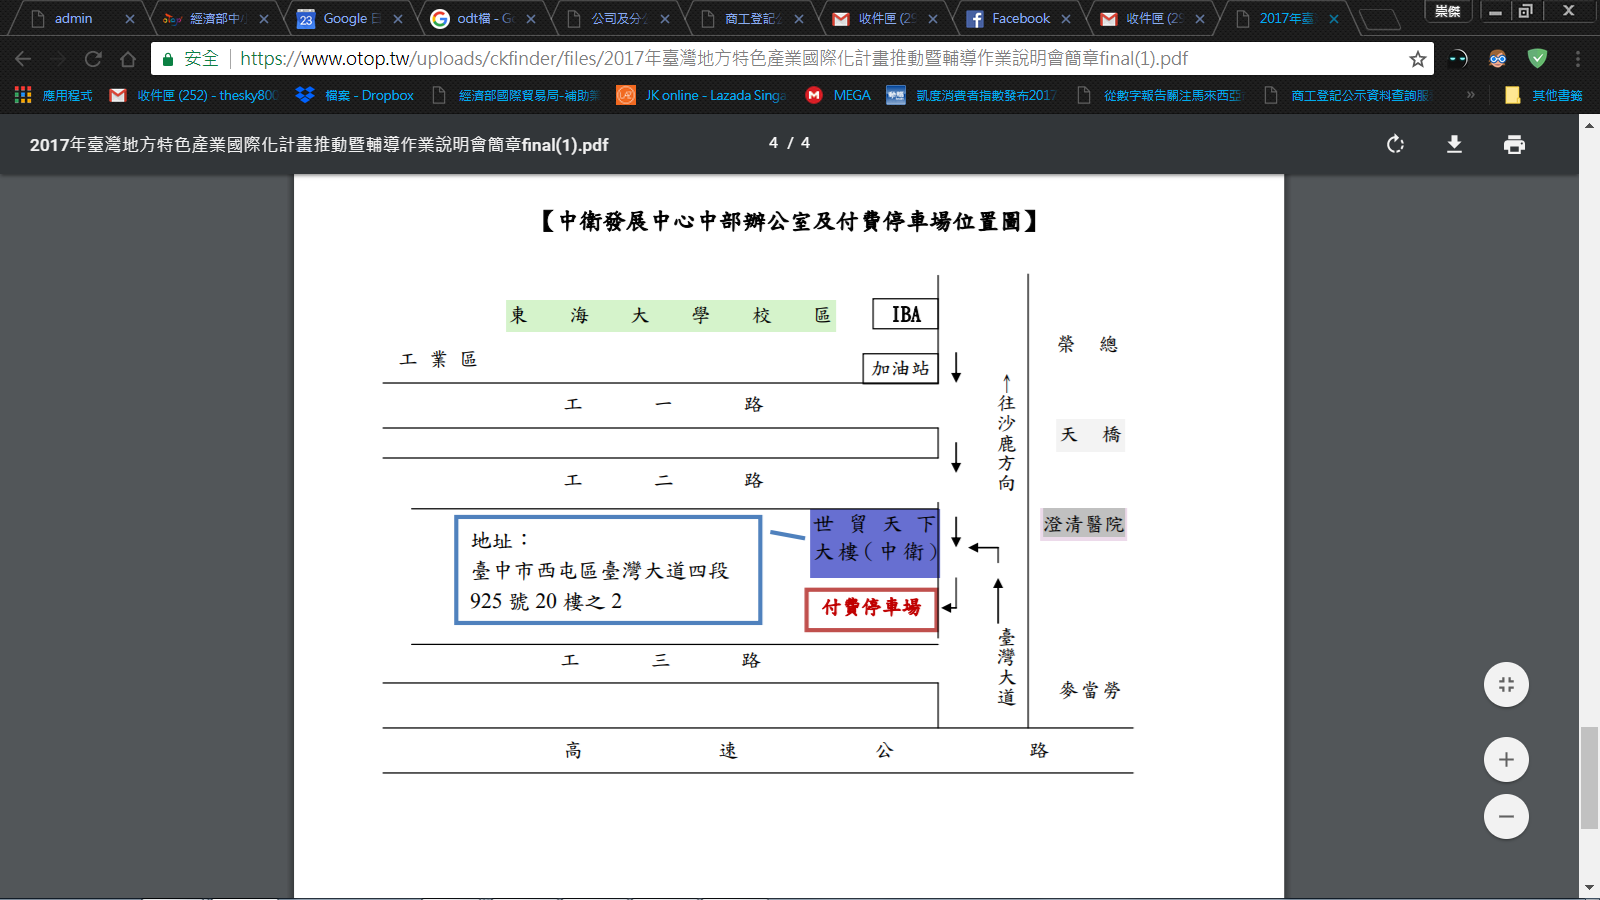 admin
經濟部中小
Google E
odt檔 - G
公司及分公
商工登記公
收件匣 (29
Facebook
收件匣 (29
2017年臺
崇傑
安全
https://www.otop.tw/uploads/ckfinder/files/2017年臺灣地方特色產業國際化計畫推動暨輔導作業說明會簡章final(1).pdf
應用程式
收件匣 (252) - thesky800
檔案 - Dropbox
經濟部國際貿易局-補助業
JK online - Lazada Singa
MEGA
凱度消費者指數發布2017
從數字報告關注馬來西亞
商工登記公示資料查詢服
»
其他書籤
2017年臺灣地方特色產業國際化計畫推動暨輔導作業說明會簡章final(1).pdf
4 / 4
【中衛發展中心中部辦公室及付費停車場位置圖】
東海大學校區
IBA
榮總
工業區
加油站
工一路
往沙鹿方向
天橋
工二路
世貿天下
大樓(中衛)
澄清醫院
地址：
臺中市西屯區臺灣大道四段
925 號 20 樓之 2
付費停車場
臺灣大道
工三路
麥當勞
高速公路